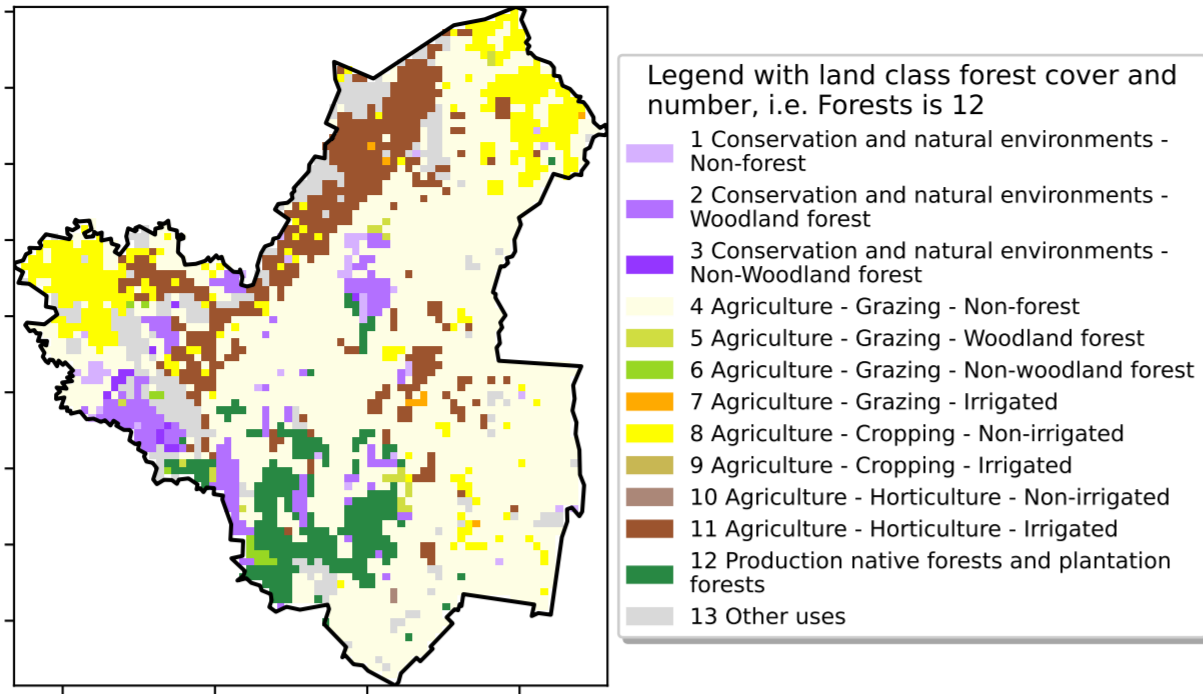 Legend with land class forest cover and
number, i.e. Forests is 12
1 Conservation and natural environments -
Non-forest
2 Conservation and natural environments -
Woodland forest
3 Conservation and natural environments -
Non-Woodland forest
4 Agriculture - Grazing - Non-forest
5 Agriculture - Grazing - Woodland forest
6 Agriculture - Grazing - Non-woodland forest
7 Agriculture - Grazing - Irrigated
8 Agriculture - Cropping - Non-irrigated
9 Agriculture - Cropping - Irrigated
10 Agriculture - Horticulture - Non-irrigated
11 Agriculture - Horticulture - Irrigated
12 Production native forests and plantation
forests
13 Other uses